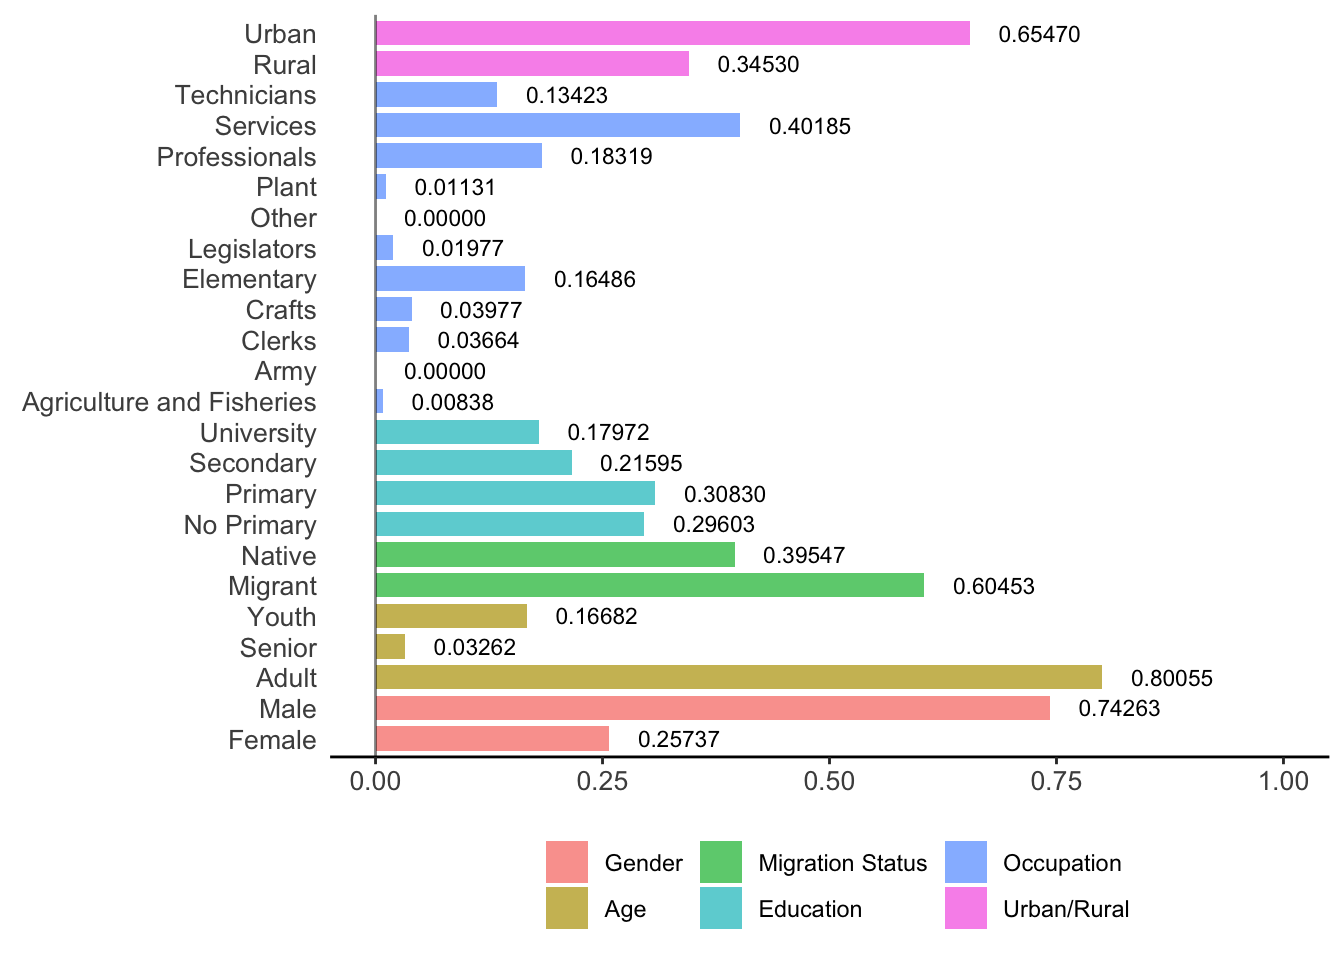 Urban 0.65470
Rural 0.34530
Technicians 0.13423
Services 0.40185
Professionals 0.18319
Plant 0.01131
Other 0.00000
Legislators 0.01977
Elementary 0.16486
Crafts 0.03977
Clerks 0.03664
Army 0.00000
Agriculture and Fisheries 0.00838
University 0.17972
Secondary 0.21595
Primary 0.30830
No Primary 0.29603
Native 0.39547
Migrant 0.60453
Youth 0.16682
Senior 0.03262
Adult 0.80055
Male 0.74263
Female 0.25737
0.00 0.25 0.50 0.75 1.00
Gender Migration Status Occupation
Age Education Urban/Rural